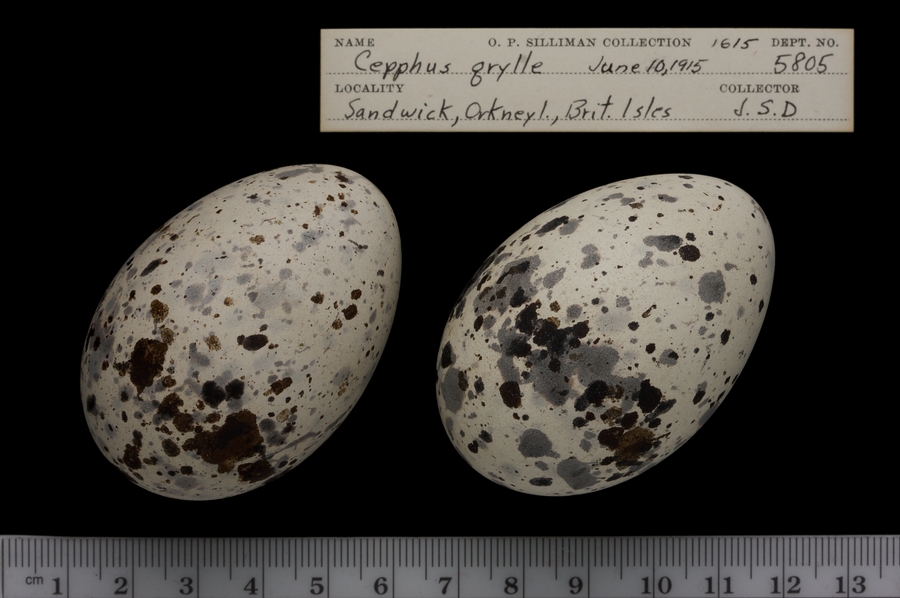 NAME O. P. SILLIMAN COLLECTION 1615 DEPT. NO.
Cepphus grylle June 10, 1915 5805
LOCALITY COLLECTOR
Sandwick, Orkney I., Brit. Isles J. S. D
cm 1 2 3 4 5 6 7 8 9 10 11 12 13